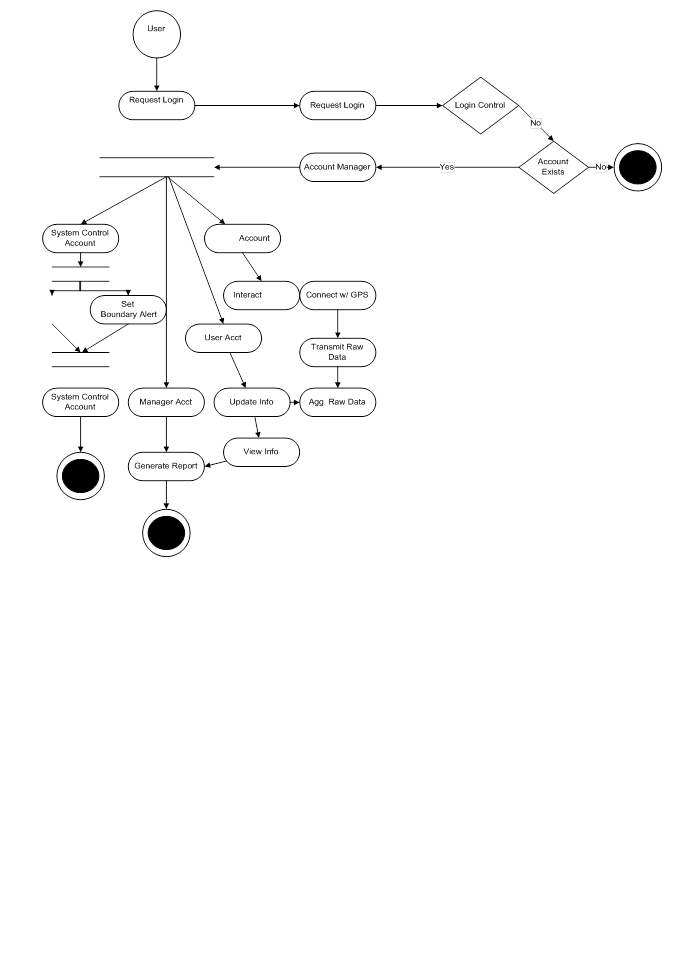 User
Request Login
Request Login
Login Control
No
Account
Exists
No
Yes
Account Manager
System Control
Account
Account
Set
Boundary Alert
Interact
Connect w/ GPS
User Acct
Transmit Raw
Data
System Control
Account
Manager Acct
Update Info
Agg. Raw Data
View Info
Generate Report